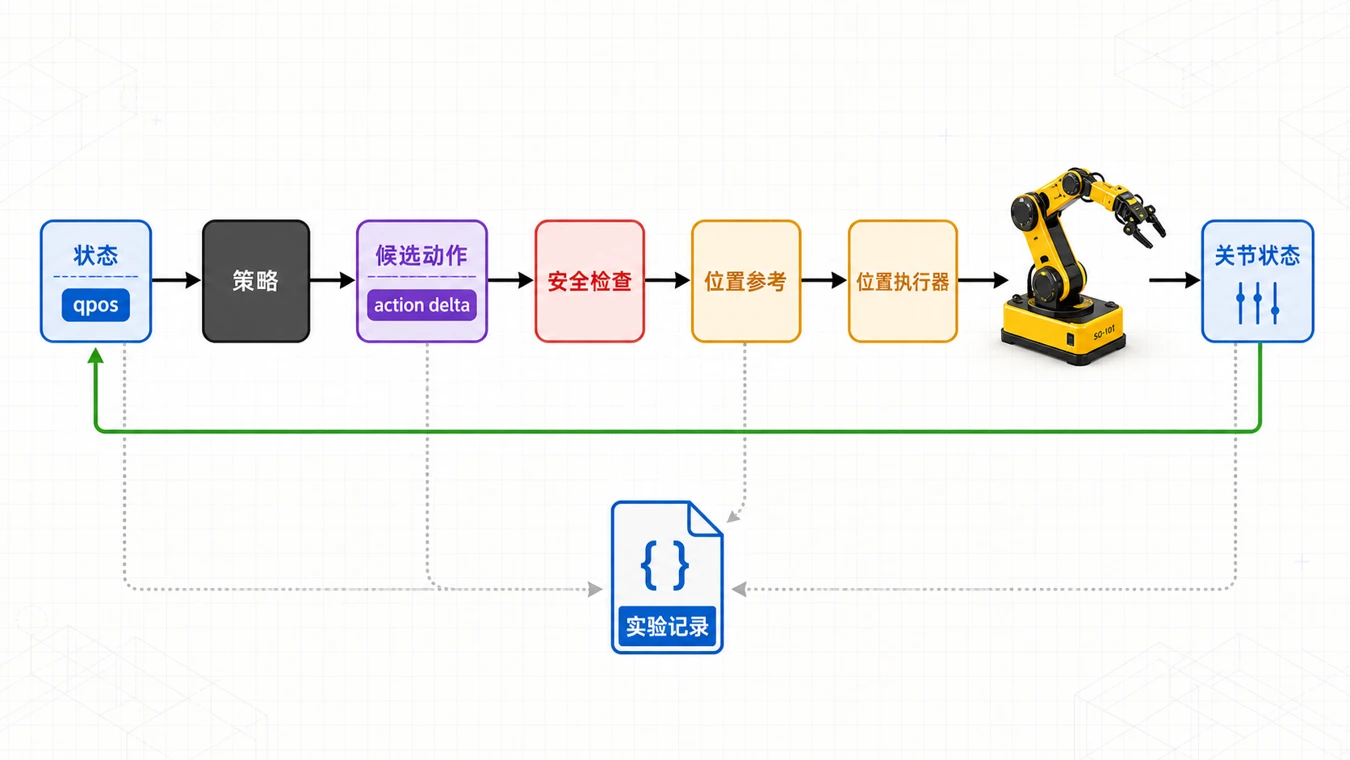 状态
qpos
策略
候选动作
action delta
安全检查
位置参考
位置执行器
SO-101
关节状态
{ }
实验记录